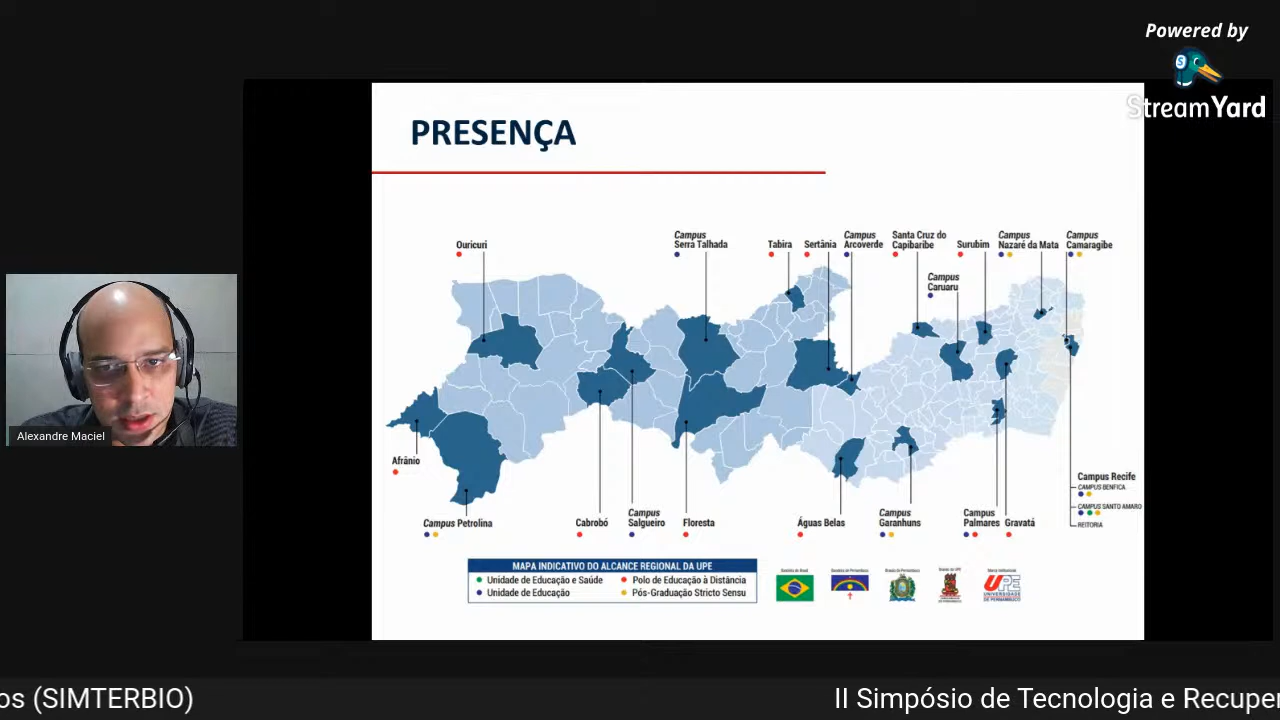 Powered by
StreamYard
PRESENÇA
Ouricuri
Campus
Serra Talhada
Tabira
Sertânia
Campus
Arcoverde
Santa Cruz do
Capibaribe
Surubim
Campus
Nazaré da Mata
Campus
Camaragibe
Campus
Caruaru
Alexandre Maciel
Afrânio
Campus Petrolina
Cabrobó
Campus
Salgueiro
Floresta
Águas Belas
Campus
Garanhuns
Campus
Palmares
Gravatá
Campus Recife
CAMPUS BENFICA
CAMPUS SANTO AMARO
REITORIA
MAPA INDICATIVO DO ALCANCE REGIONAL DA UPE
Unidade de Educação e Saúde
Polo de Educação à Distância
Unidade de Educação
Pós-Graduação Stricto Sensu
UPE
UNIVERSIDADE
DE PERNAMBUCO
os (SIMTERBIO)
II Simpósio de Tecnologia e Recuper